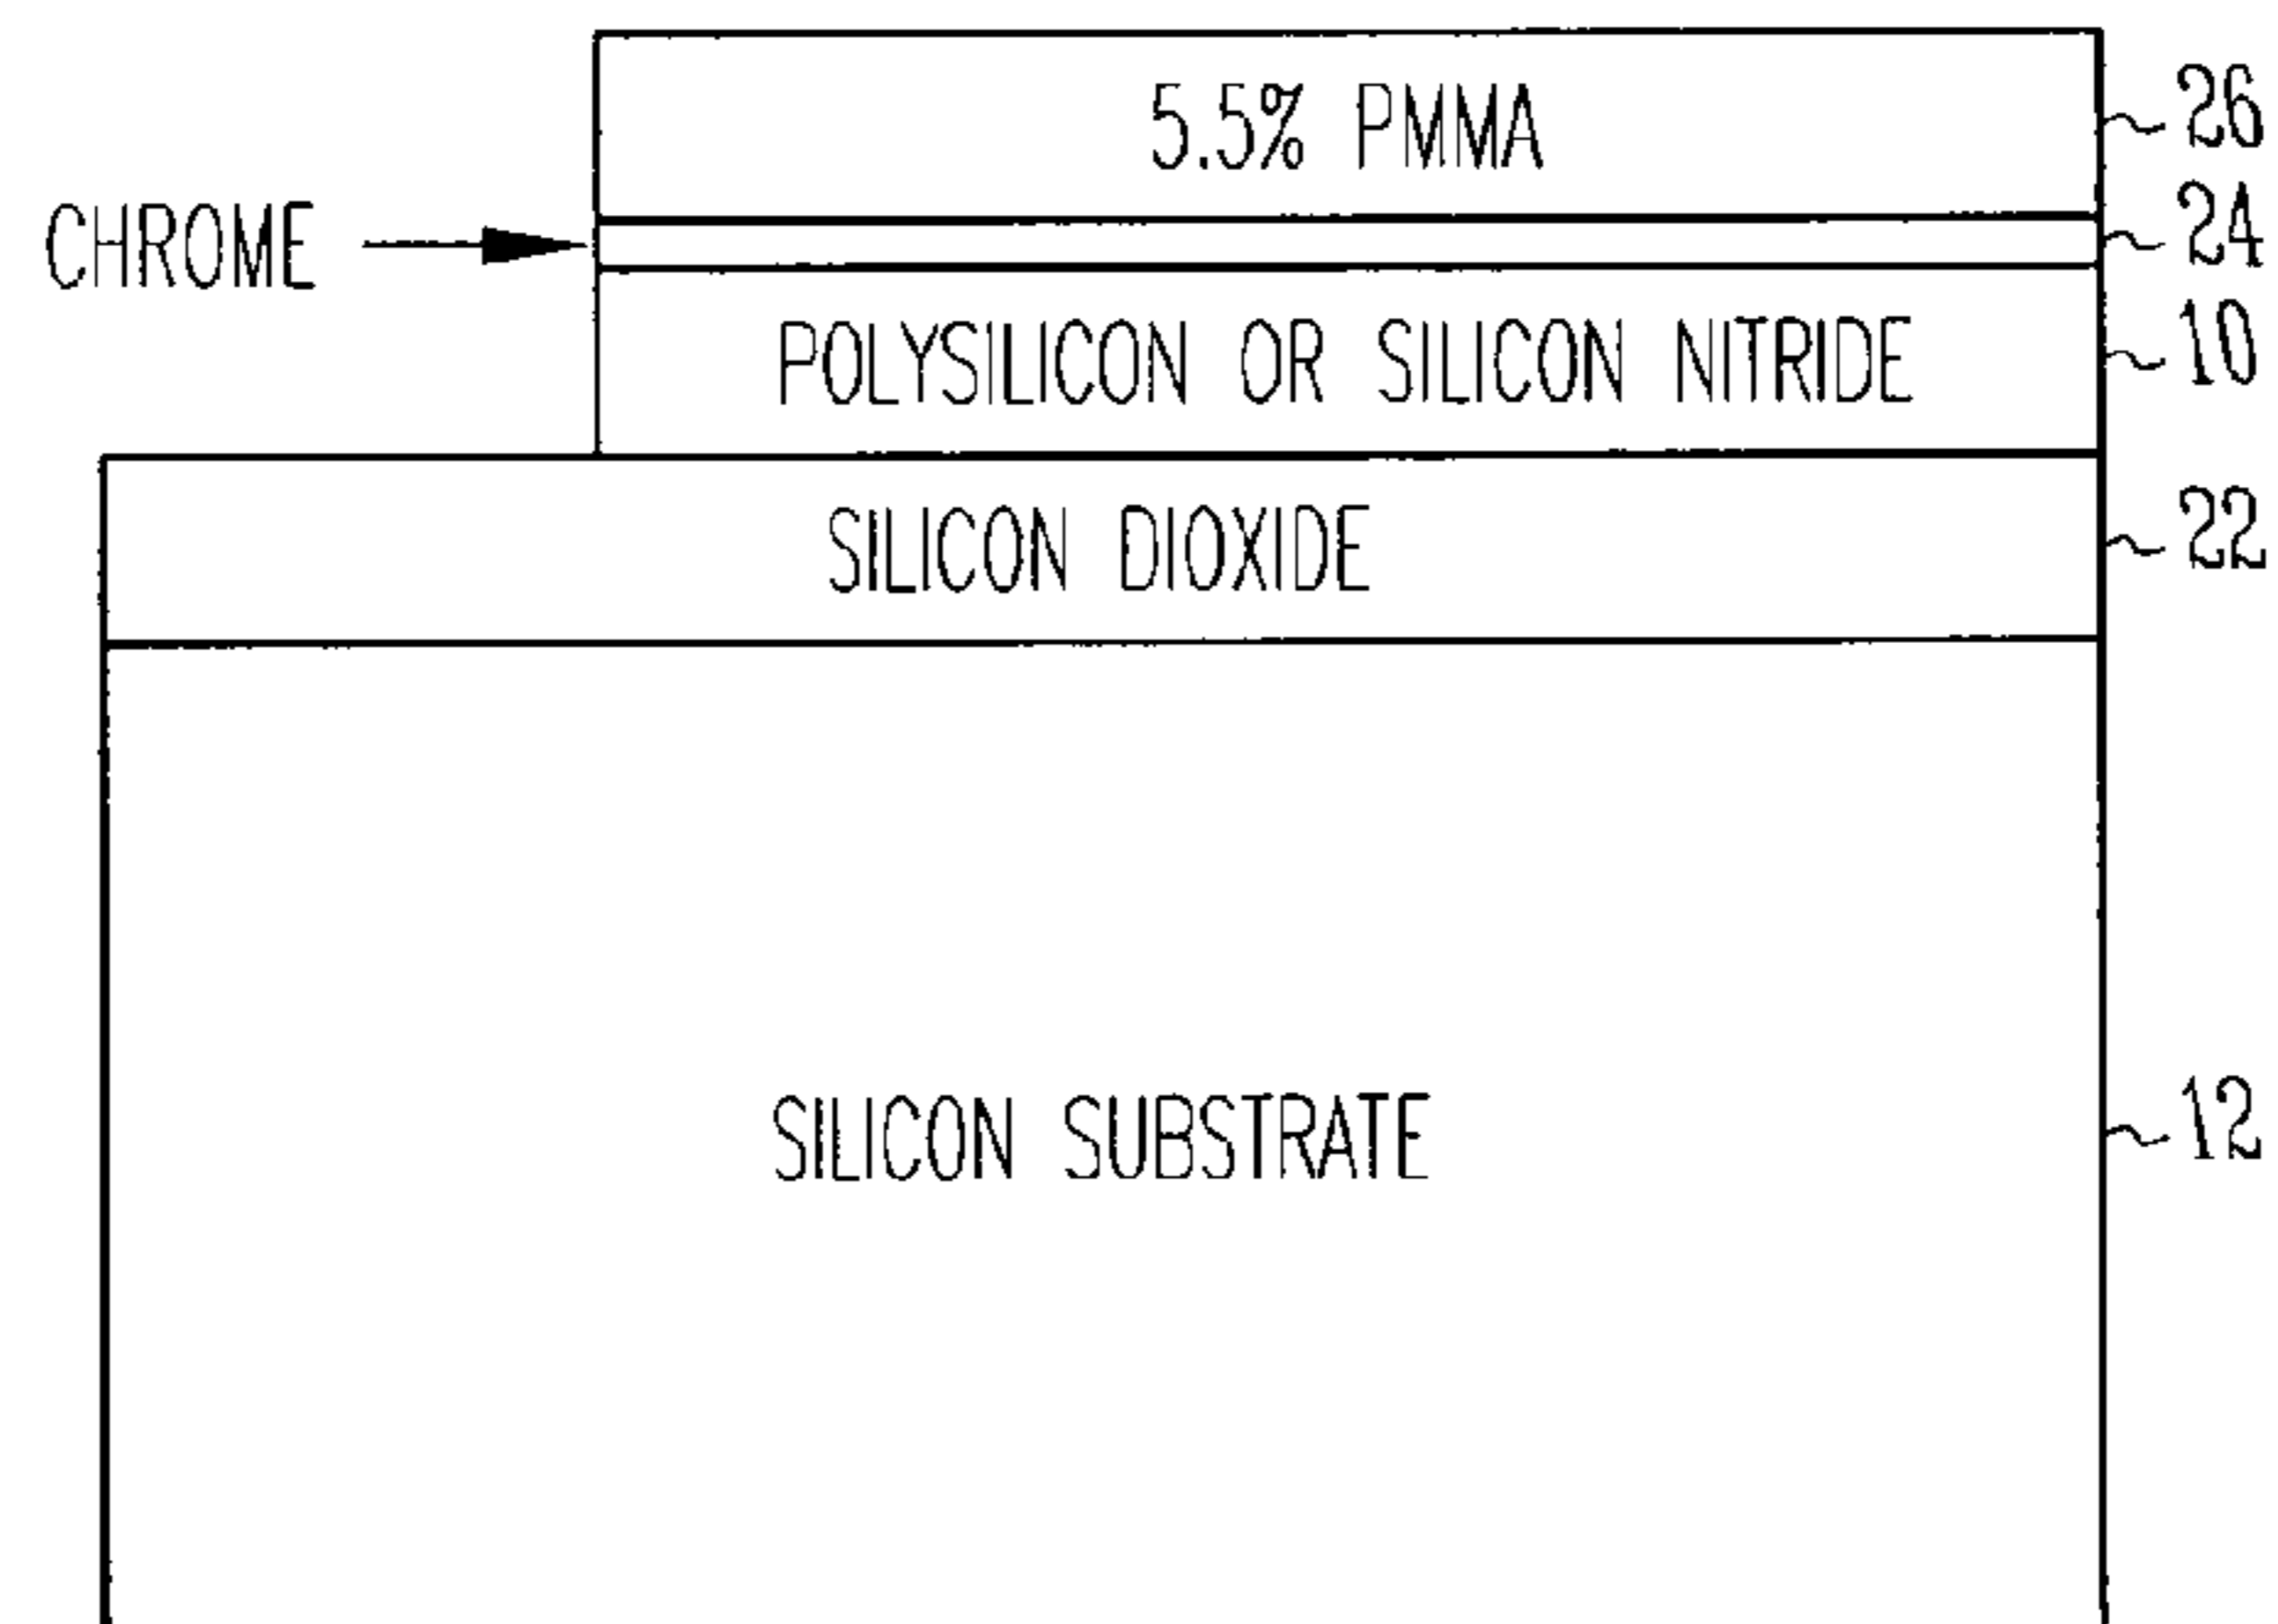 5.5% PMMA
26
CHROME
24
POLYSILICON OR SILICON NITRIDE
10
SILICON DIOXIDE
22
SILICON SUBSTRATE
12